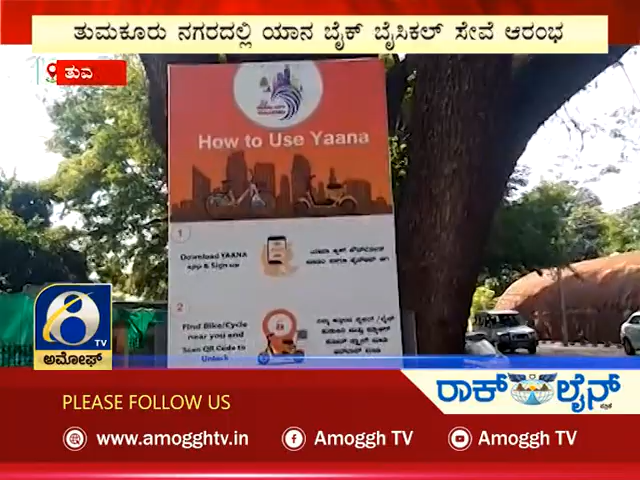 ತುಮಕೂರು ನಗರದಲ್ಲಿ ಯಾನ ಬೈಕ್ ಬೈಸಿಕಲ್ ಸೇವೆ ಆರಂಭ
ತುಮ
How to Use Yaana
1
Download YAANA
app & Sign up
2
Find Bike/Cycle
near you and
Scan QR Code to
Unlock
TV
ಅಮೋಘ್
ರಾಕ್ ಲೈನ್
PLEASE FOLLOW US
www.amogghtv.in
Amoggh TV
Amoggh TV